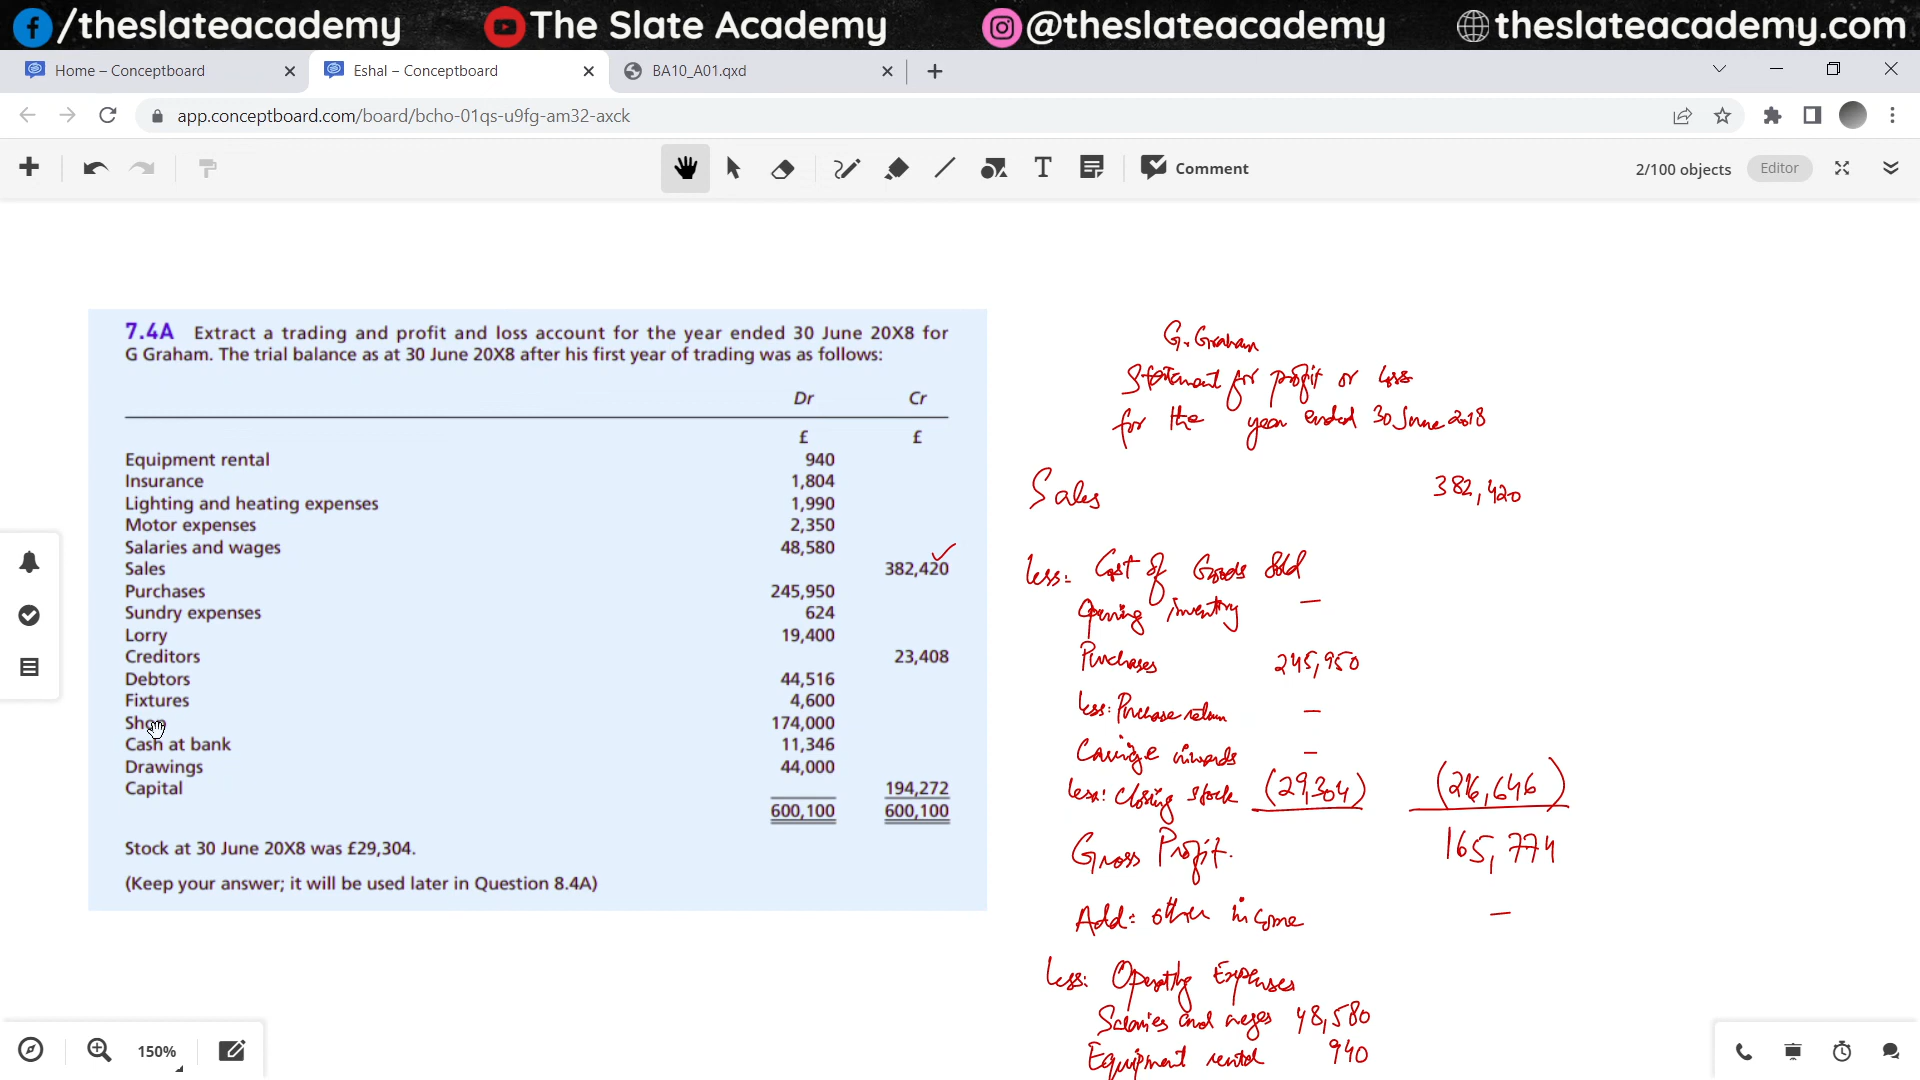 /theslateacademy The Slate Academy @theslateacademy theslateacademy.com
Home – Conceptboard Eshal – Conceptboard BA10_A01.qxd
app.conceptboard.com/board/bcho-01qs-u9fg-am32-axck
Comment 2/100 objects Editor
7.4A Extract a trading and profit and loss account for the year ended 30 June 20X8 for
G Graham. The trial balance as at 30 June 20X8 after his first year of trading was as follows:
Dr Cr
£ £
Equipment rental 940
Insurance 1,804
Lighting and heating expenses 1,990
Motor expenses 2,350
Salaries and wages 48,580
Sales 382,420
Purchases 245,950
Sundry expenses 624
Lorry 19,400
Creditors 23,408
Debtors 44,516
Fixtures 4,600
Shop 174,000
Cash at bank 11,346
Drawings 44,000
Capital 194,272
600,100 600,100
Stock at 30 June 20X8 was £29,304.
(Keep your answer; it will be used later in Question 8.4A)
G. Graham
Statement for profit or loss
for the year ended 30 June 2018
Sales 382,420
less: Cost of Goods Sold
Opening inventory –
Purchases 245,950
less: Purchase return –
Carriage inwards –
less: Closing stock (29,304) (216,646)
Gross Profit. 165,774
Add: other income –
less: Operating Expenses
Salaries and wages 48,580
Equipment rental 940
150%